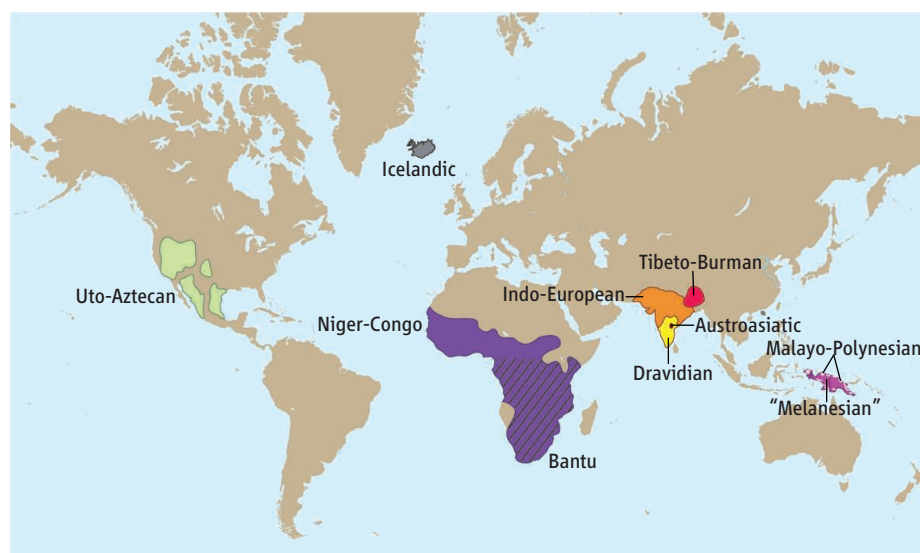 Icelandic
Tibeto-Burman
Uto-Aztecan
Indo-European
Niger-Congo
Austroasiatic
Malayo-Polynesian
Dravidian
"Melanesian"
Bantu